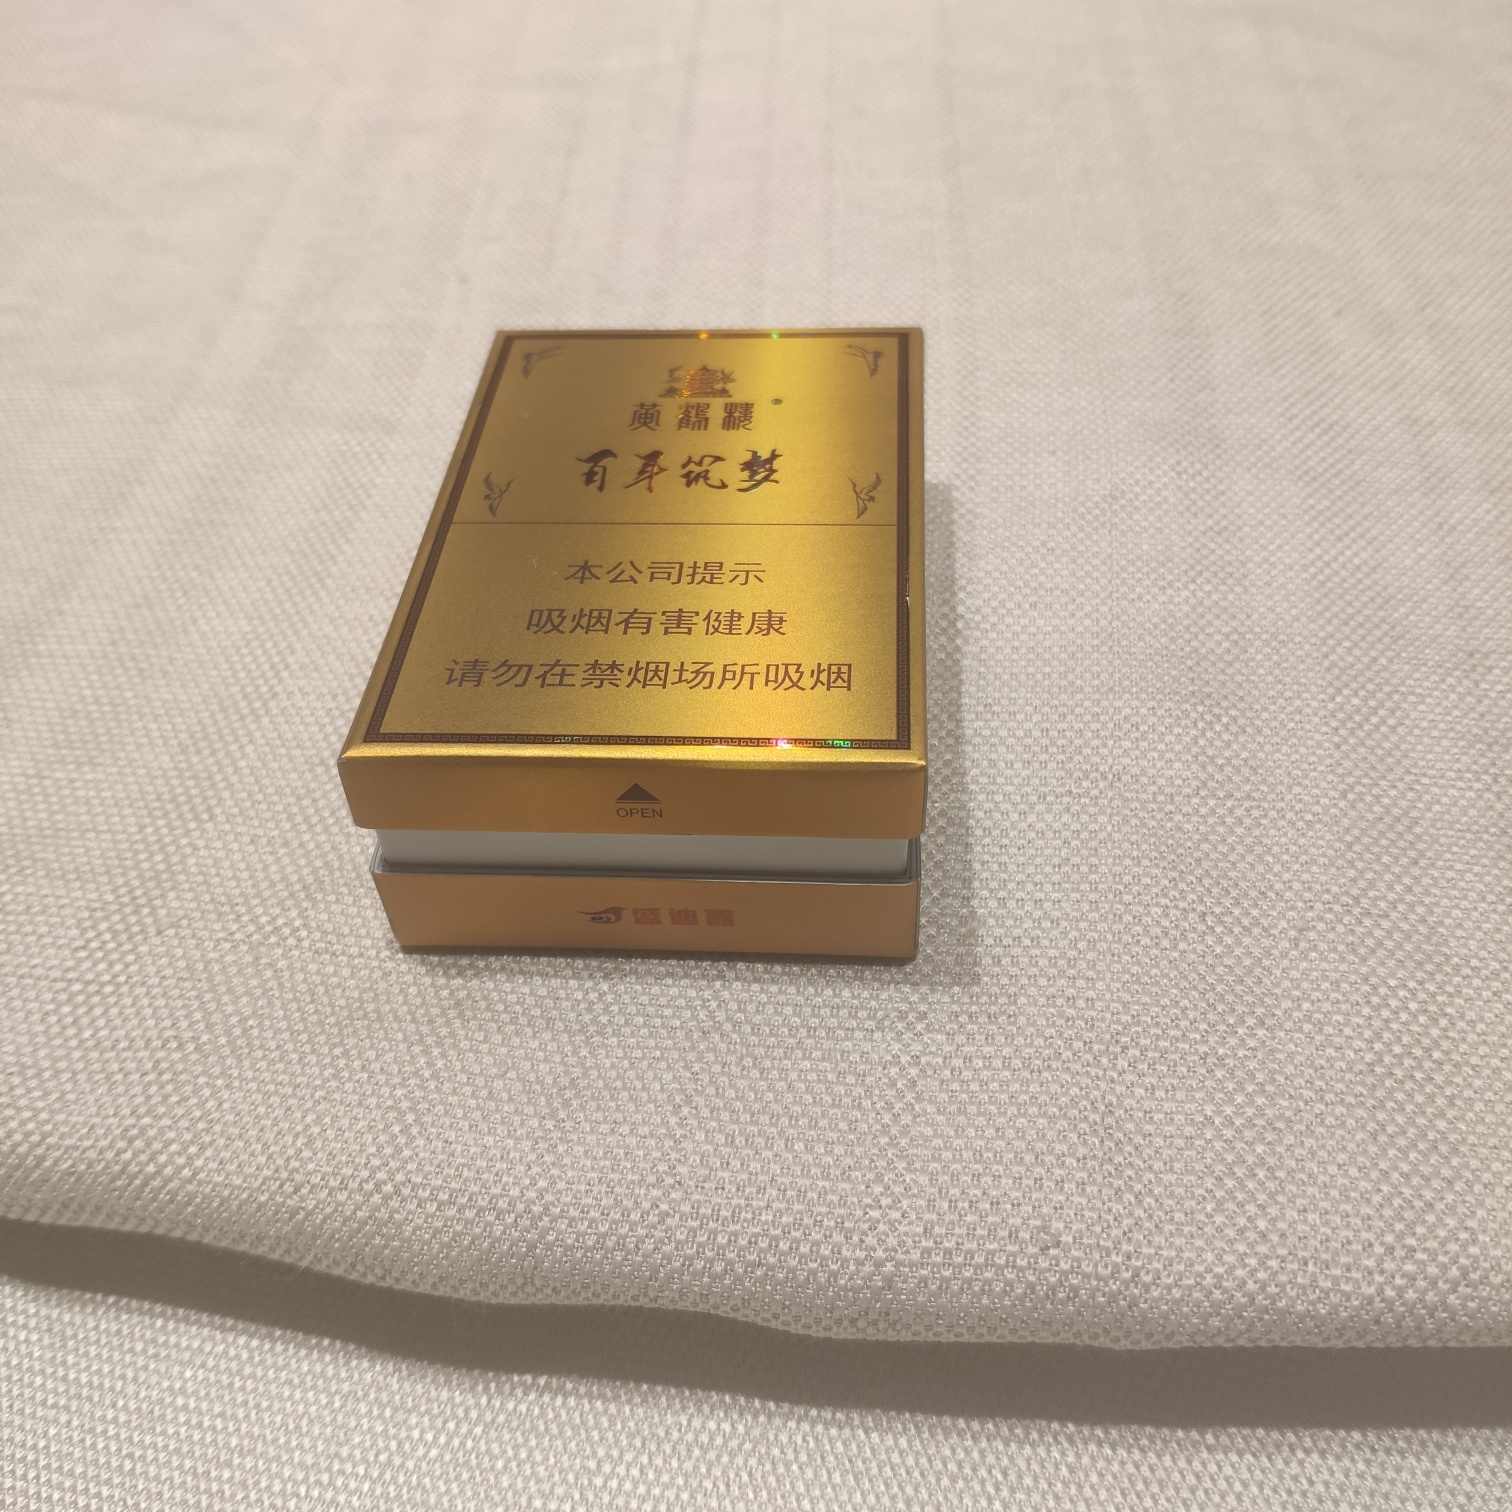 黄鹤楼®
百年筑梦
本公司提示
吸烟有害健康
请勿在禁烟场所吸烟
OPEN